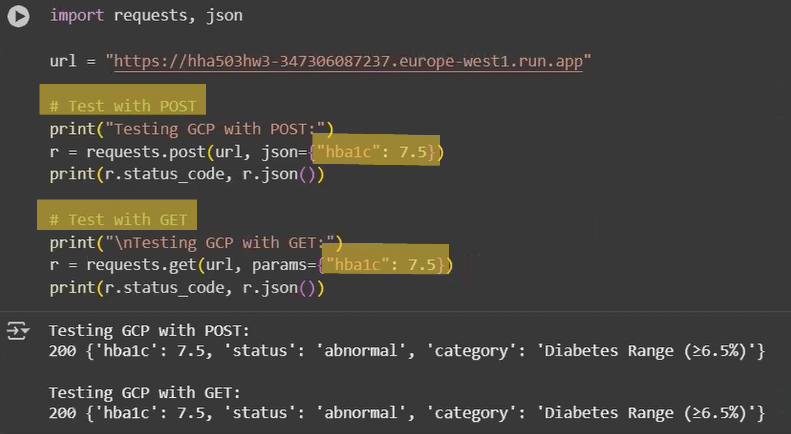 import requests, json
url = "https://hha503hw3-347306087237.europe-west1.run.app"
# Test with POST
print("Testing GCP with POST:")
r = requests.post(url, json={"hba1c": 7.5})
print(r.status_code, r.json())
# Test with GET
print("\nTesting GCP with GET:")
r = requests.get(url, params={"hba1c": 7.5})
print(r.status_code, r.json())
Testing GCP with POST:
200 {'hba1c': 7.5, 'status': 'abnormal', 'category': 'Diabetes Range (≥6.5%)'}
Testing GCP with GET:
200 {'hba1c': 7.5, 'status': 'abnormal', 'category': 'Diabetes Range (≥6.5%)'}